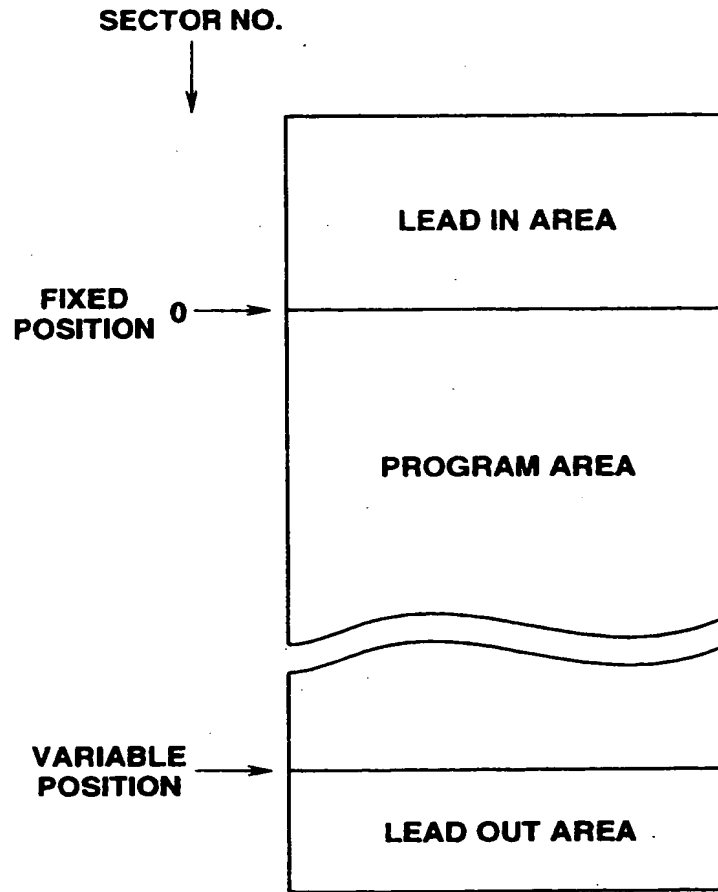 SECTOR NO.
LEAD IN AREA
FIXED
POSITION 0
PROGRAM AREA
VARIABLE
POSITION
LEAD OUT AREA